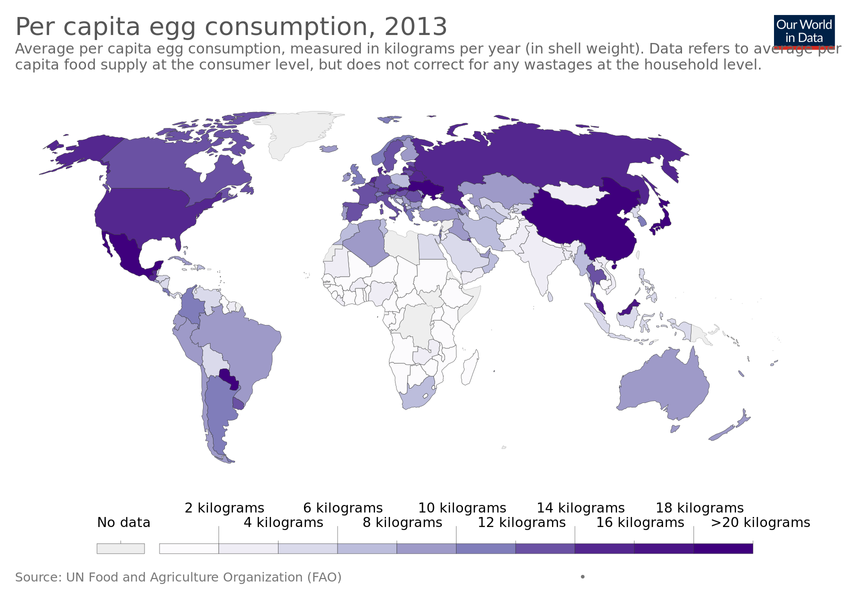 Per capita egg consumption, 2013
Our World
in Data
Average per capita egg consumption, measured in kilograms per year (in shell weight). Data refers to average per
capita food supply at the consumer level, but does not correct for any wastages at the household level.
2 kilograms 6 kilograms 10 kilograms 14 kilograms 18 kilograms
No data 4 kilograms 8 kilograms 12 kilograms 16 kilograms >20 kilograms
Source: UN Food and Agriculture Organization (FAO)